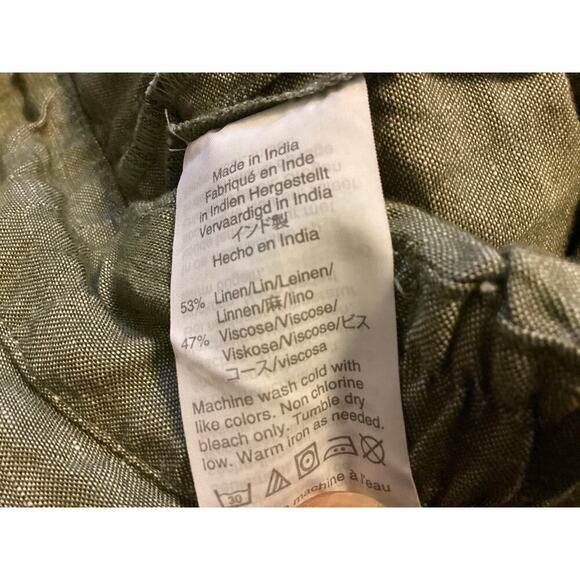 Made in India
Fabriqué en Inde
in Indien Hergestellt
Vervaardigd in India
インド製
Hecho en India
53% Linen/Lin/Leinen/
Linnen/麻/lino
47% Viscose/Viscose/
Viskose/Viscose/ビス
コース/viscosa
Machine wash cold with
like colors. Non chlorine
bleach only. Tumble dry
low. Warm iron as needed.
30
machine à l'eau